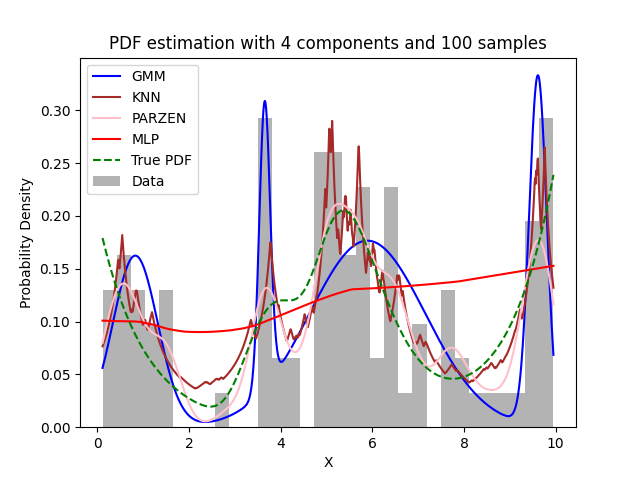 PDF estimation with 4 components and 100 samples
GMM
KNN
PARZEN
MLP
True PDF
Data
Probability Density
0.30
0.25
0.20
0.15
0.10
0.05
0.00
0 2 4 6 8 10
X